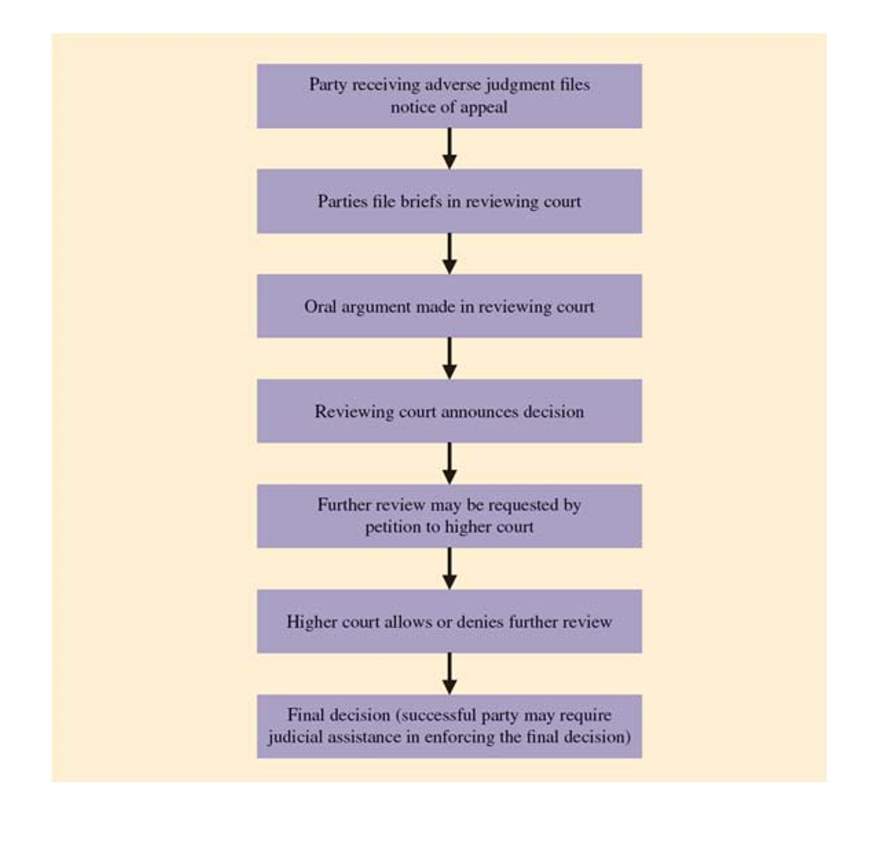 Party receiving adverse judgment files
notice of appeal
Parties file briefs in reviewing court
Oral argument made in reviewing court
Reviewing court announces decision
Further review may be requested by
petition to higher court
Higher court allows or denies further review
Final decision (successful party may require
judicial assistance in enforcing the final decision)